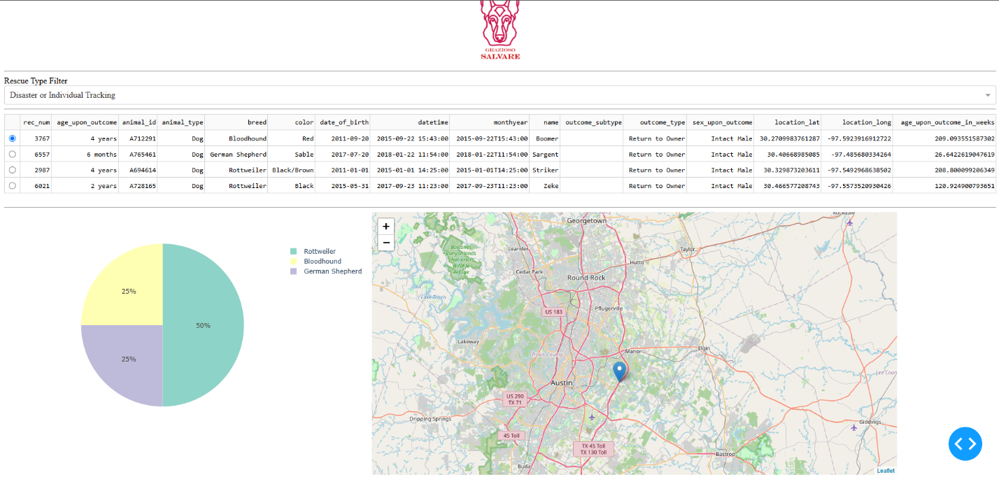 GRAZIOSO
SALVARE
Rescue Type Filter
Disaster or Individual Tracking
rec_num age_upon_outcome animal_id animal_type breed color date_of_birth datetime monthyear name outcome_subtype outcome_type sex_upon_outcome location_lat location_long age_upon_outcome_in_weeks
3767 4 years A712291 Dog Bloodhound Red 2011-09-20 2015-09-22 15:43:00 2015-09-22T15:43:00 Boomer Return to Owner Intact Male 30.2709983761287 -97.5923916912722 209.093551587302
6557 6 months A765461 Dog German Shepherd Sable 2017-07-20 2018-01-22 11:54:00 2018-01-22T11:54:00 Sargent Return to Owner Intact Male 30.40668985085 -97.485680334264 26.6422619047619
2987 4 years A694614 Dog Rottweiler Black/Brown 2011-01-01 2015-01-01 14:25:00 2015-01-01T14:25:00 Striker Return to Owner Intact Male 30.329873203611 -97.5492968638502 208.800099206349
6021 2 years A728165 Dog Rottweiler Black 2015-05-31 2017-09-23 11:23:00 2017-09-23T11:23:00 Zeke Return to Owner Intact Male 30.466577208743 -97.5573520930426 120.924900793651
Rottweiler
Bloodhound
German Shepherd
25%
50%
25%
+
−
Rockdale
Georgetown
Leander
Balcones
Canyonlands
National
Wildlife
Refuge
Taylor
Hutto
Cedar Park
Round Rock
Lake Travis
Pflugerville
US 183
Lakeway
Manor
Elgin
Travis County
Lee Coun
Austin
US 290
TX 71
Dripping Springs
Giddings
45 Toll
TX 45 Toll
TX 130 Toll
Bastrop
Buda
Leaflet